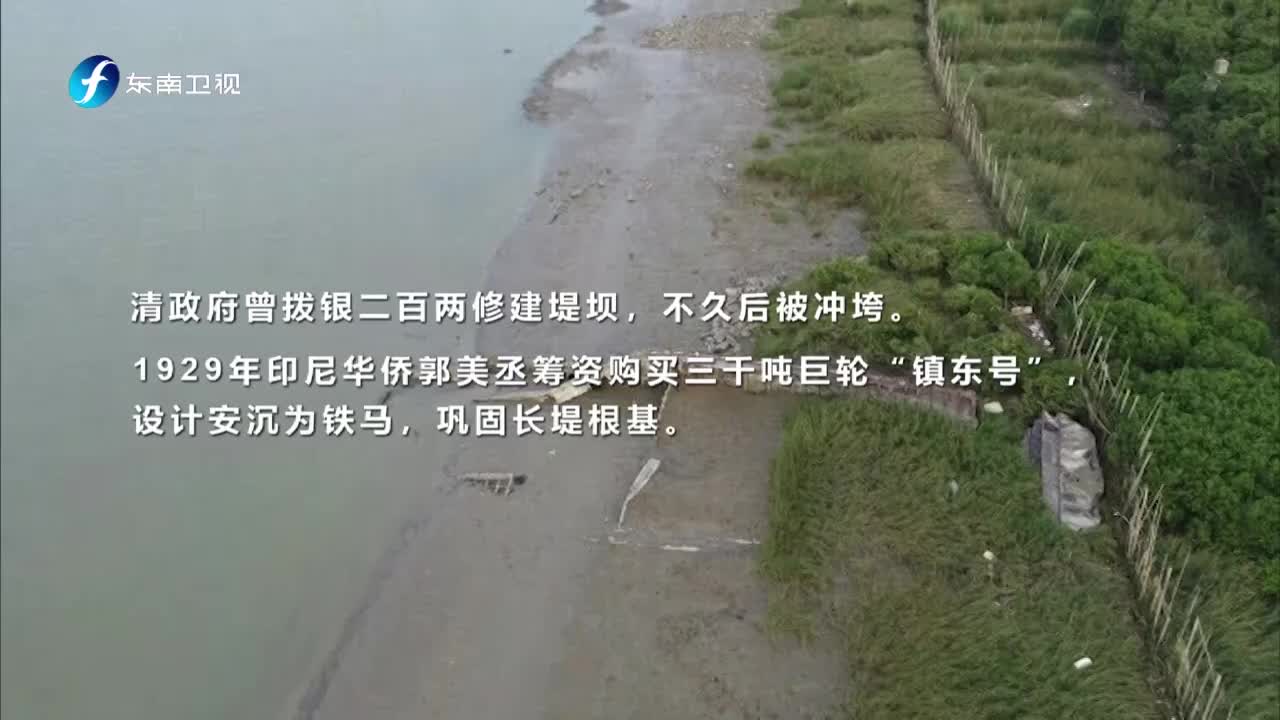 东南卫视
清政府曾拨银二百两修建堤坝，不久后被冲垮。
1929年印尼华侨郭美丞筹资购买三千吨巨轮“镇东号”，
设计安沉为铁马，巩固长堤根基。